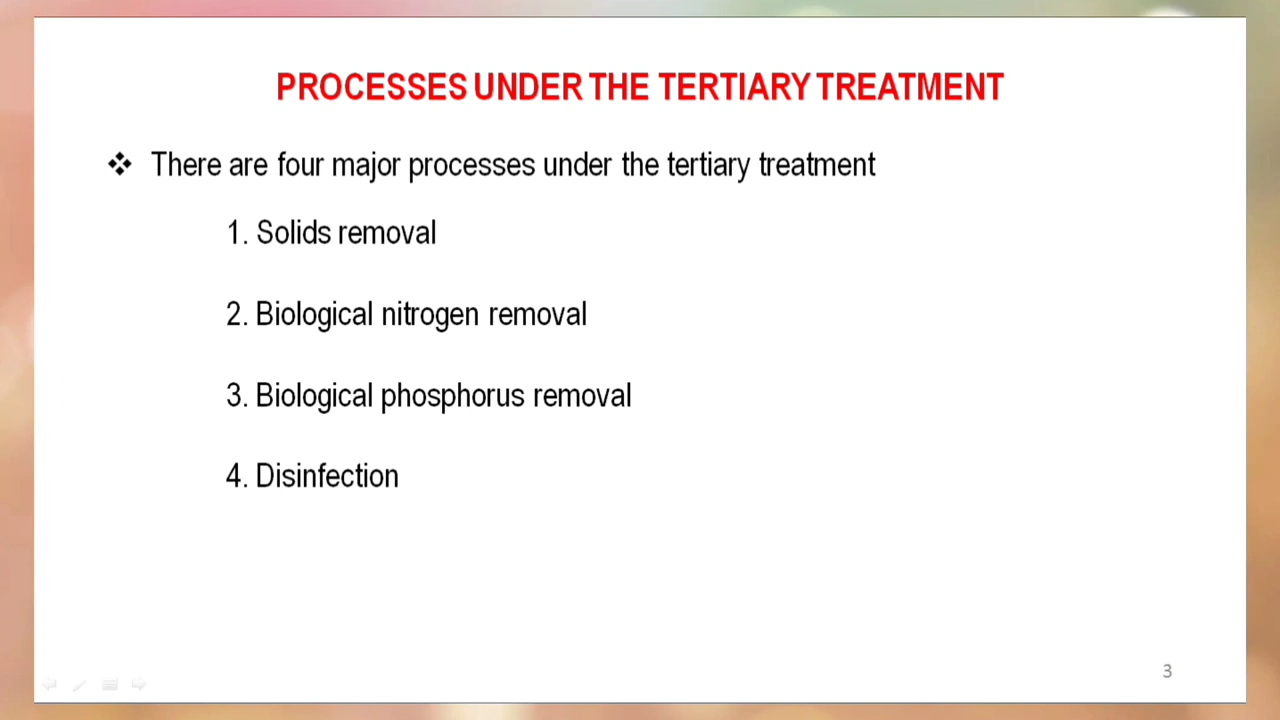 PROCESSES UNDER THE TERTIARY TREATMENT
❖ There are four major processes under the tertiary treatment
1. Solids removal
2. Biological nitrogen removal
3. Biological phosphorus removal
4. Disinfection
3